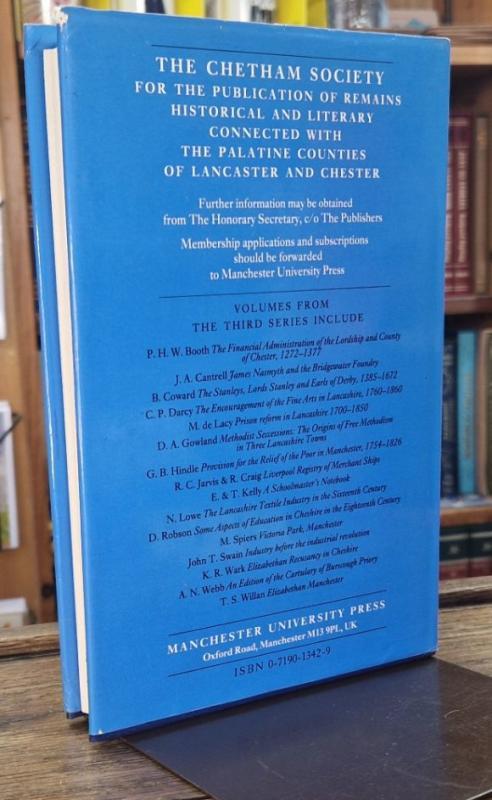 THE CHETHAM SOCIETY
FOR THE PUBLICATION OF REMAINS
HISTORICAL AND LITERARY
CONNECTED WITH
THE PALATINE COUNTIES
OF LANCASTER AND CHESTER
Further information may be obtained
from The Honorary Secretary, c/o The Publishers
Membership applications and subscriptions
should be forwarded
to Manchester University Press
VOLUMES FROM
THE THIRD SERIES INCLUDE
P. H. W. Booth The Financial Administration of the Lordship and County
of Chester, 1272–1377
J. A. Cantrell James Nasmyth and the Bridgewater Foundry
B. Coward The Stanleys, Lords Stanley and Earls of Derby, 1385–1672
C. P. Darcy The Encouragement of the Fine Arts in Lancashire, 1760–1860
M. de Lacy Prison reform in Lancashire 1700–1850
D. A. Gowland Methodist Secessions: The Origins of Free Methodism
in Three Lancashire Towns
G. B. Hindle Provision for the Relief of the Poor in Manchester, 1754–1826
R. C. Jarvis & R. Craig Liverpool Registry of Merchant Ships
E. & T. Kelly A Schoolmaster's Notebook
N. Lowe The Lancashire Textile Industry in the Sixteenth Century
D. Robson Some Aspects of Education in Cheshire in the Eighteenth Century
M. Spiers Victoria Park, Manchester
John T. Swain Industry before the industrial revolution
K. R. Wark Elizabethan Recusancy in Cheshire
A. N. Webb An Edition of the Cartulary of Burscough Priory
T. S. Willan Elizabethan Manchester
MANCHESTER UNIVERSITY PRESS
Oxford Road, Manchester M13 9PL, UK
ISBN 0-7190-1342-9